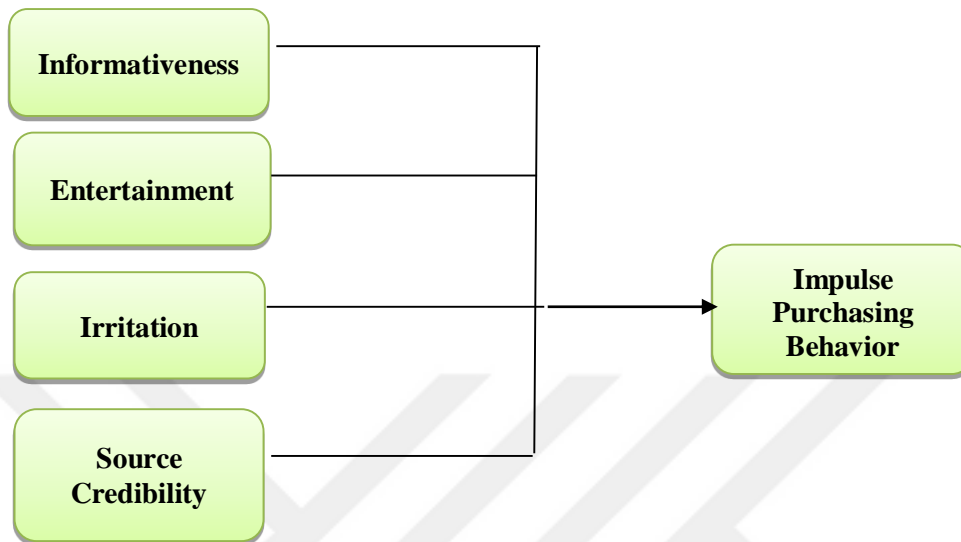 Informativeness
Entertainment
Irritation
Source
Credibility
Impulse
Purchasing
Behavior